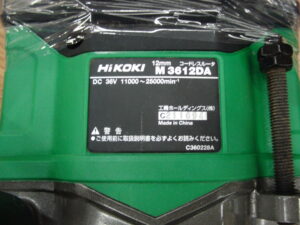 HiKOKI
12mm コードレスルータ
M 3612DA
DC 36V 11000～25000min⁻¹
工機ホールディングス(株)
Made in China
⚠ 警告
・ご使用前に取扱説明書を必ずよくお読みください。
C360228A